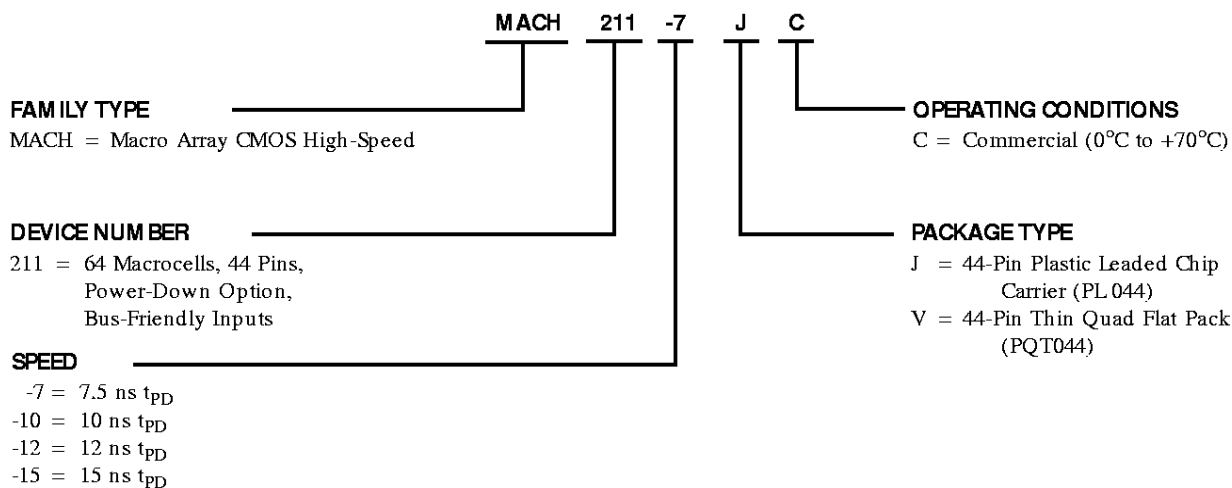 MACH 211 -7 J C
FAMILY TYPE
MACH = Macro Array CMOS High-Speed
OPERATING CONDITIONS
C = Commercial (0°C to +70°C)
DEVICE NUMBER
211 = 64 Macrocells, 44 Pins,
Power-Down Option,
Bus-Friendly Inputs
PACKAGE TYPE
J = 44-Pin Plastic Leaded Chip
Carrier (PL 044)
V = 44-Pin Thin Quad Flat Pack
(PQT044)
SPEED
-7 = 7.5 ns tPD
-10 = 10 ns tPD
-12 = 12 ns tPD
-15 = 15 ns tPD